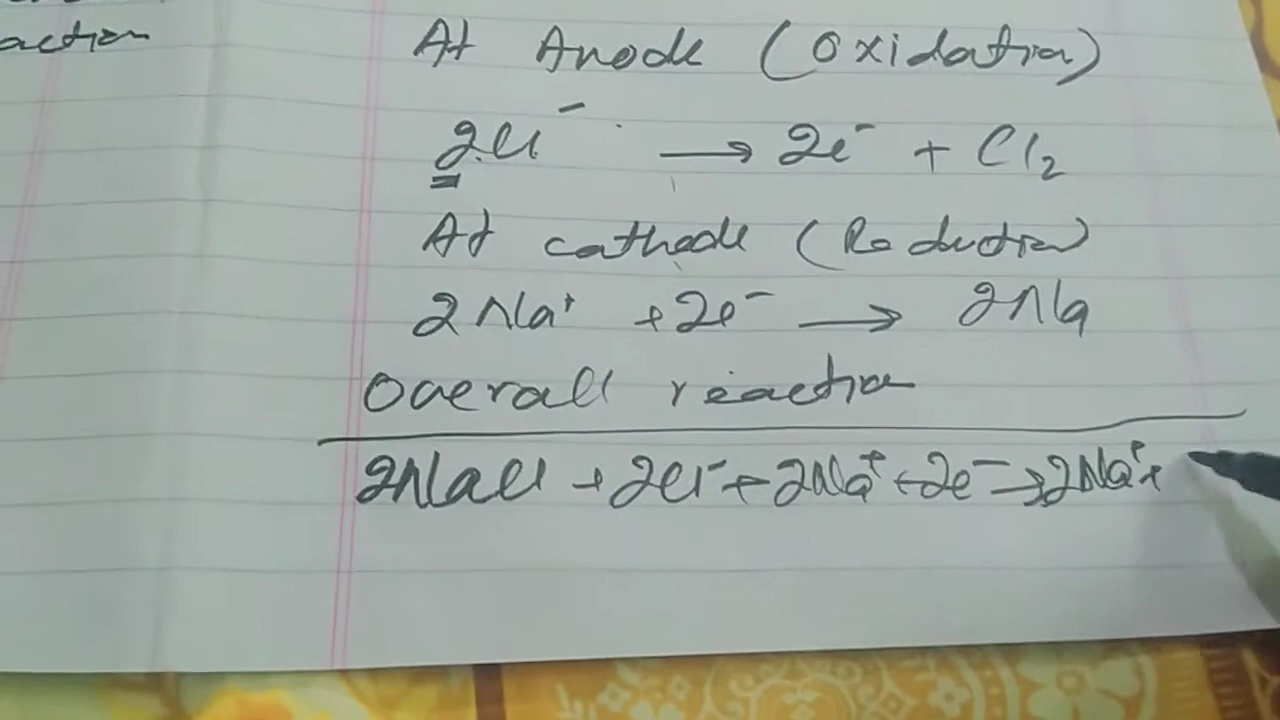 action
At Anode (Oxidation)
2Cl⁻ → 2e⁻ + Cl₂
At cathode (Reduction)
2Na⁺ + 2e⁻ → 2Na
Overall reaction
2NaCl + 2Cl⁻ + 2Na⁺ + 2e⁻ → 2Na⁺ +